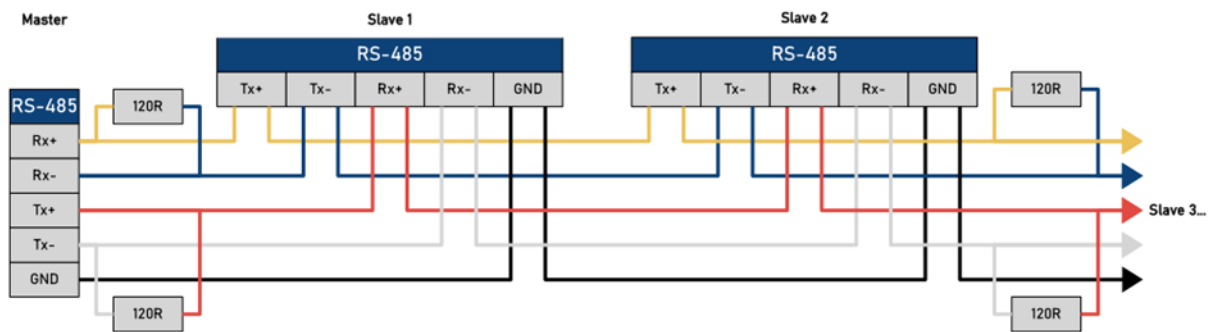 Master
Slave 1
Slave 2
RS-485
RS-485
Tx+ Tx- Rx+ Rx- GND
Tx+ Tx- Rx+ Rx- GND
RS-485
120R
120R
Rx+
Rx-
Tx+
Slave 3...
Tx-
GND
120R
120R